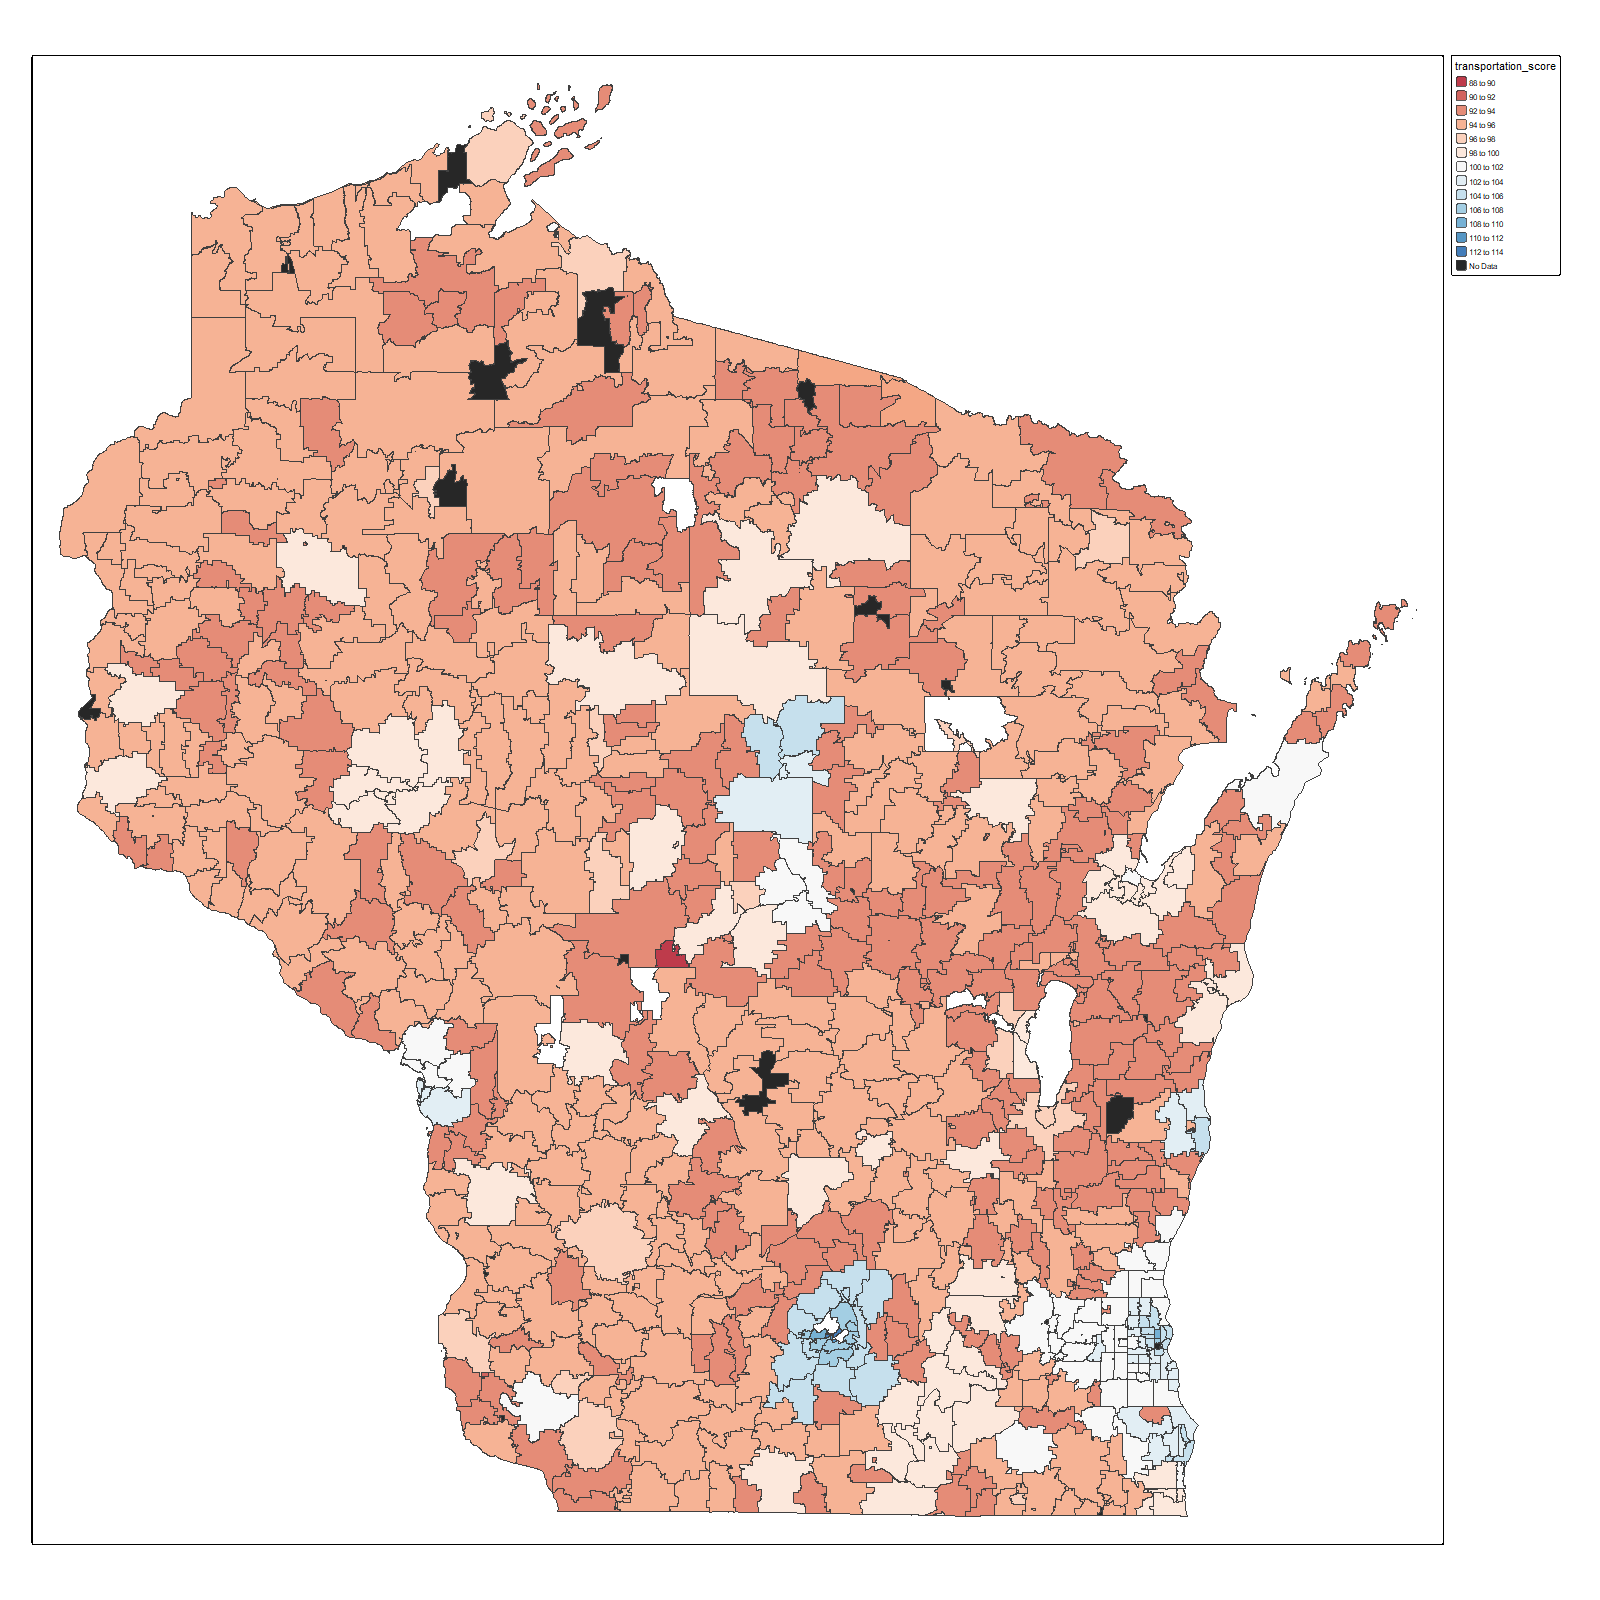 transportation_score
88 to 90
90 to 92
92 to 94
94 to 96
96 to 98
98 to 100
100 to 102
102 to 104
104 to 106
106 to 108
108 to 110
110 to 112
112 to 114
No Data